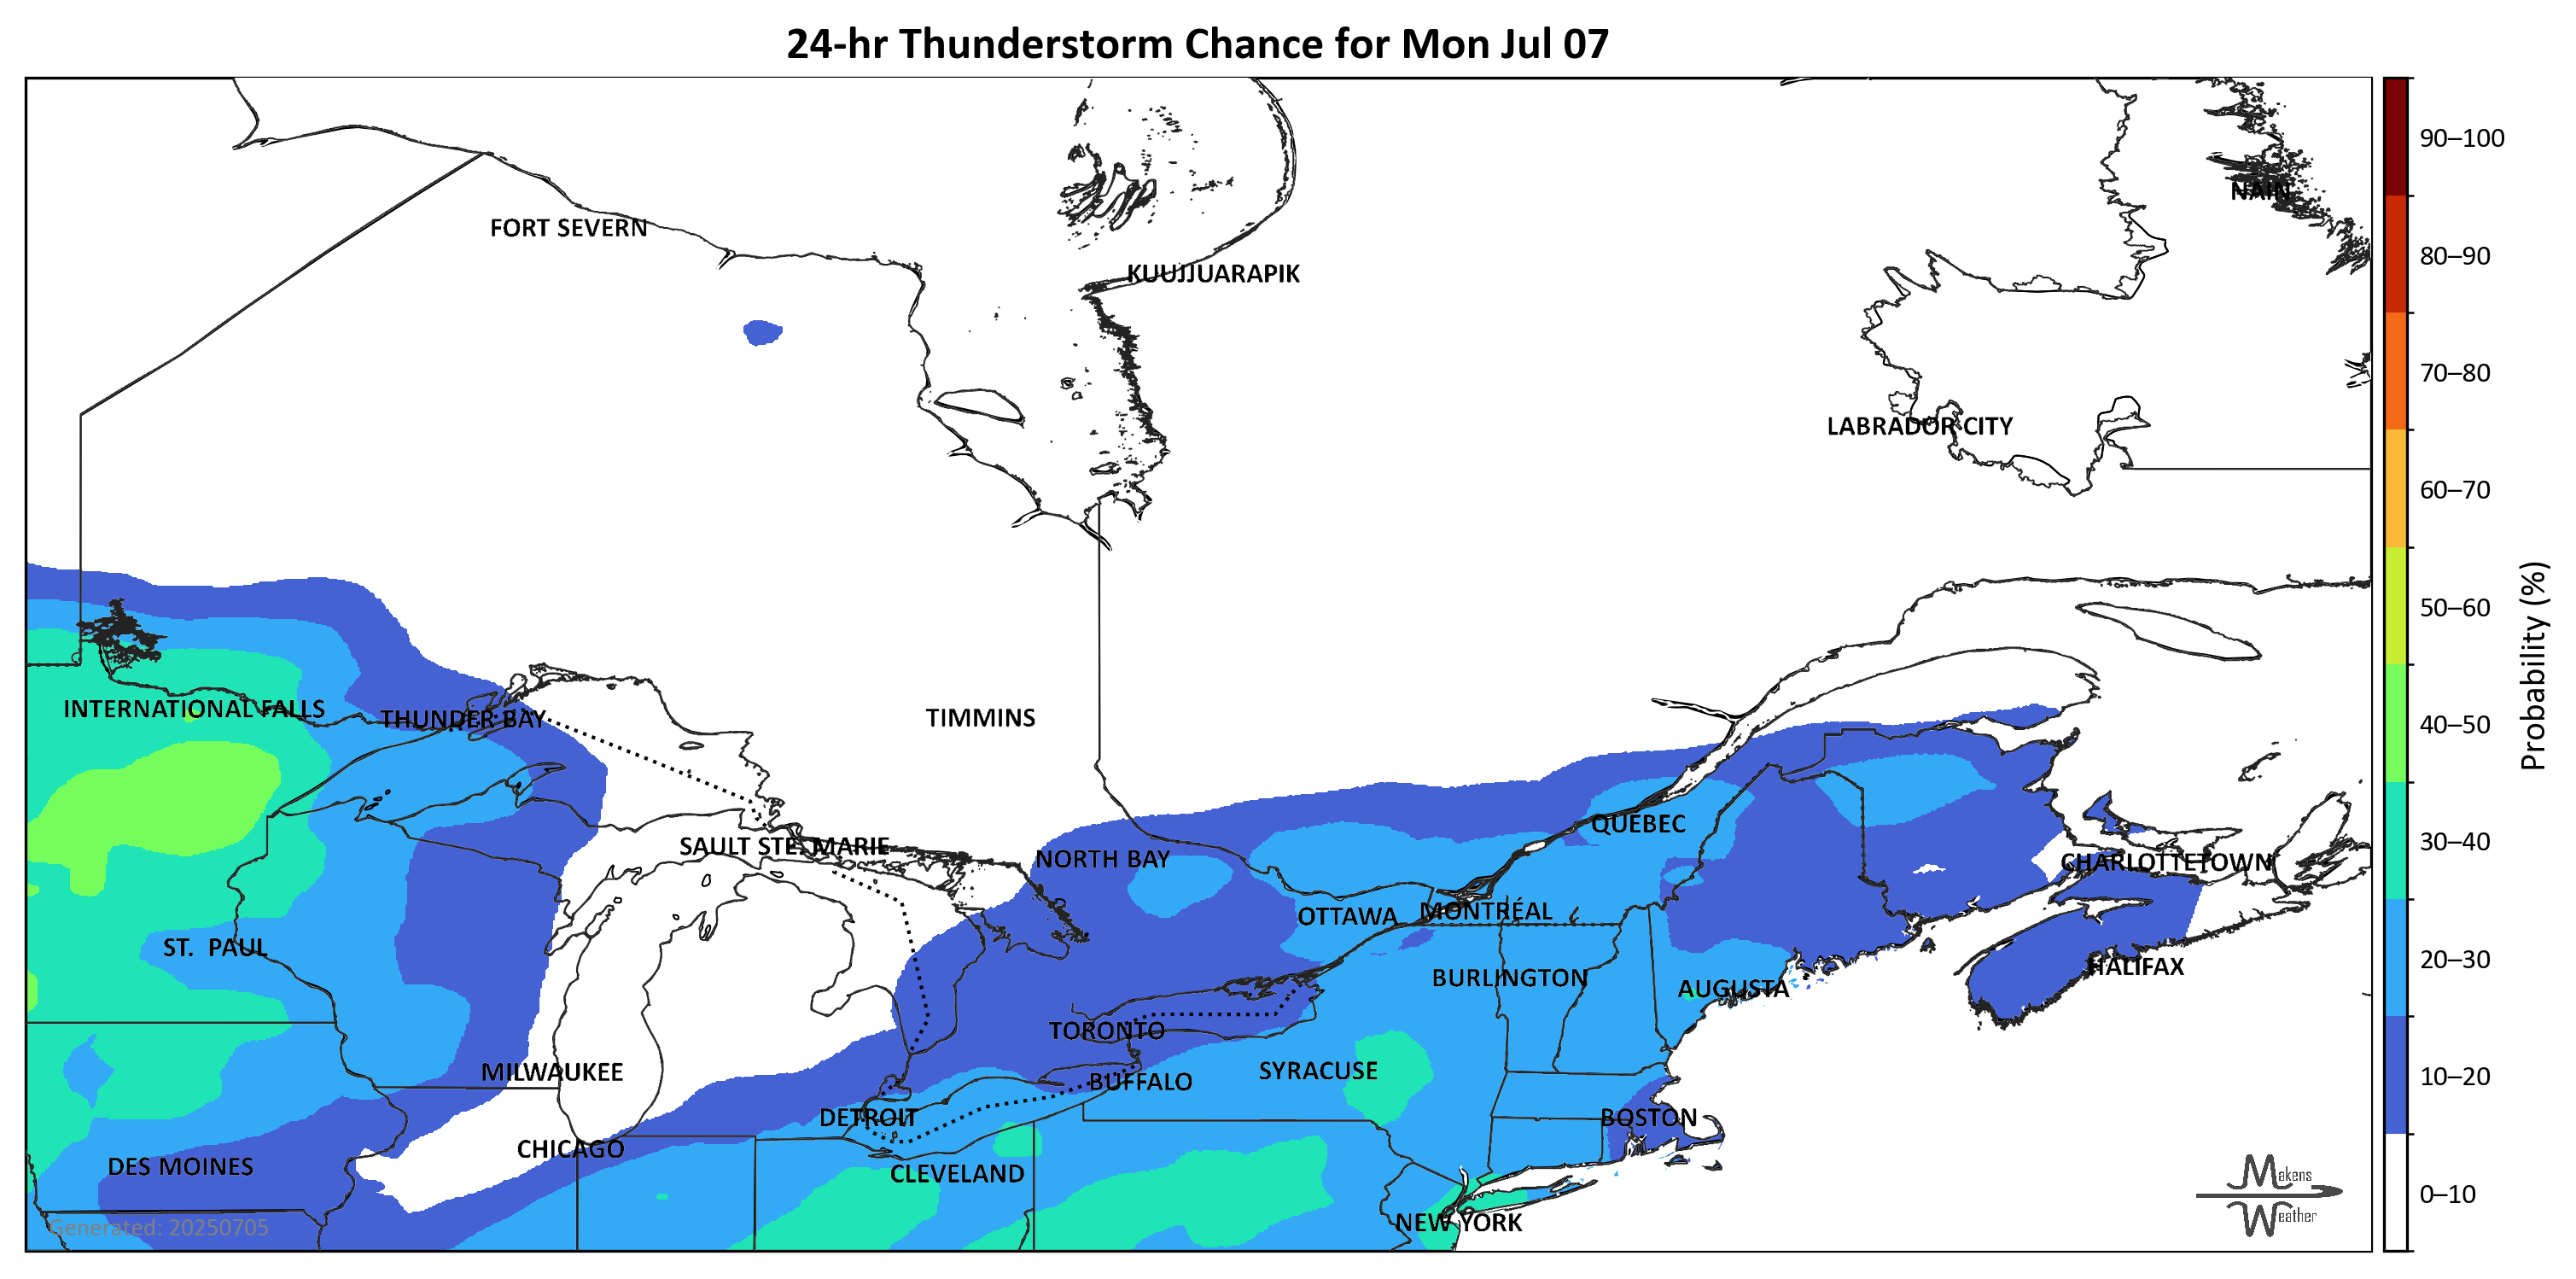 24-hr Thunderstorm Chance for Mon Jul 07
90–100
NAIN
FORT SEVERN
80–90
KUUJJUARAPIK
70–80
LABRADOR CITY
60–70
50–60
Probability (%)
INTERNATIONAL FALLS
THUNDER BAY
TIMMINS
40–50
QUEBEC
SAULT STE. MARIE
NORTH BAY
CHARLOTTETOWN
30–40
OTTAWA
MONTRÉAL
ST. PAUL
HALIFAX
20–30
BURLINGTON
AUGUSTA
TORONTO
MILWAUKEE
SYRACUSE
BUFFALO
10–20
DETROIT
BOSTON
CHICAGO
DES MOINES
CLEVELAND
Makens
Weather
0–10
NEW YORK
Generated: 20250705